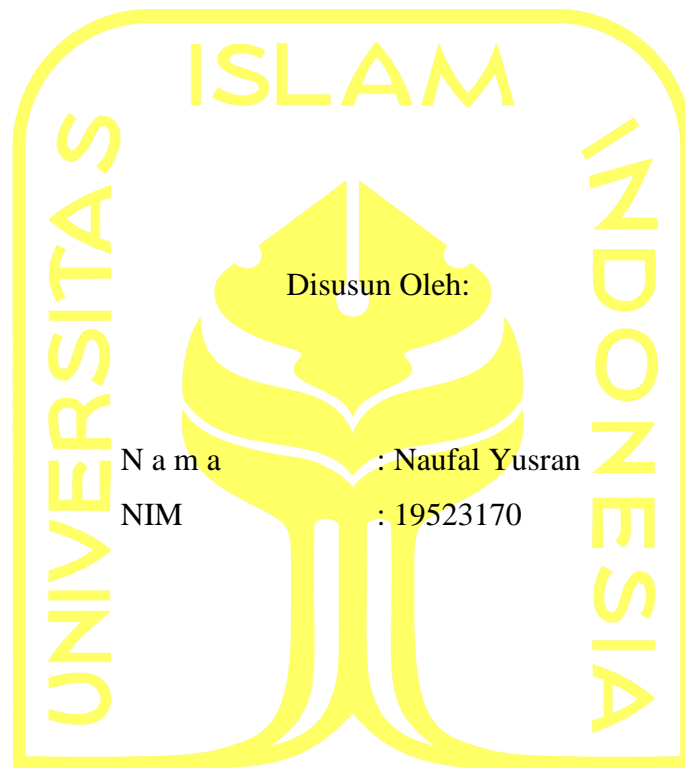 ISLAM
UNIVERSITAS
INDONESIA
Disusun Oleh:
N a m a : Naufal Yusran
NIM : 19523170